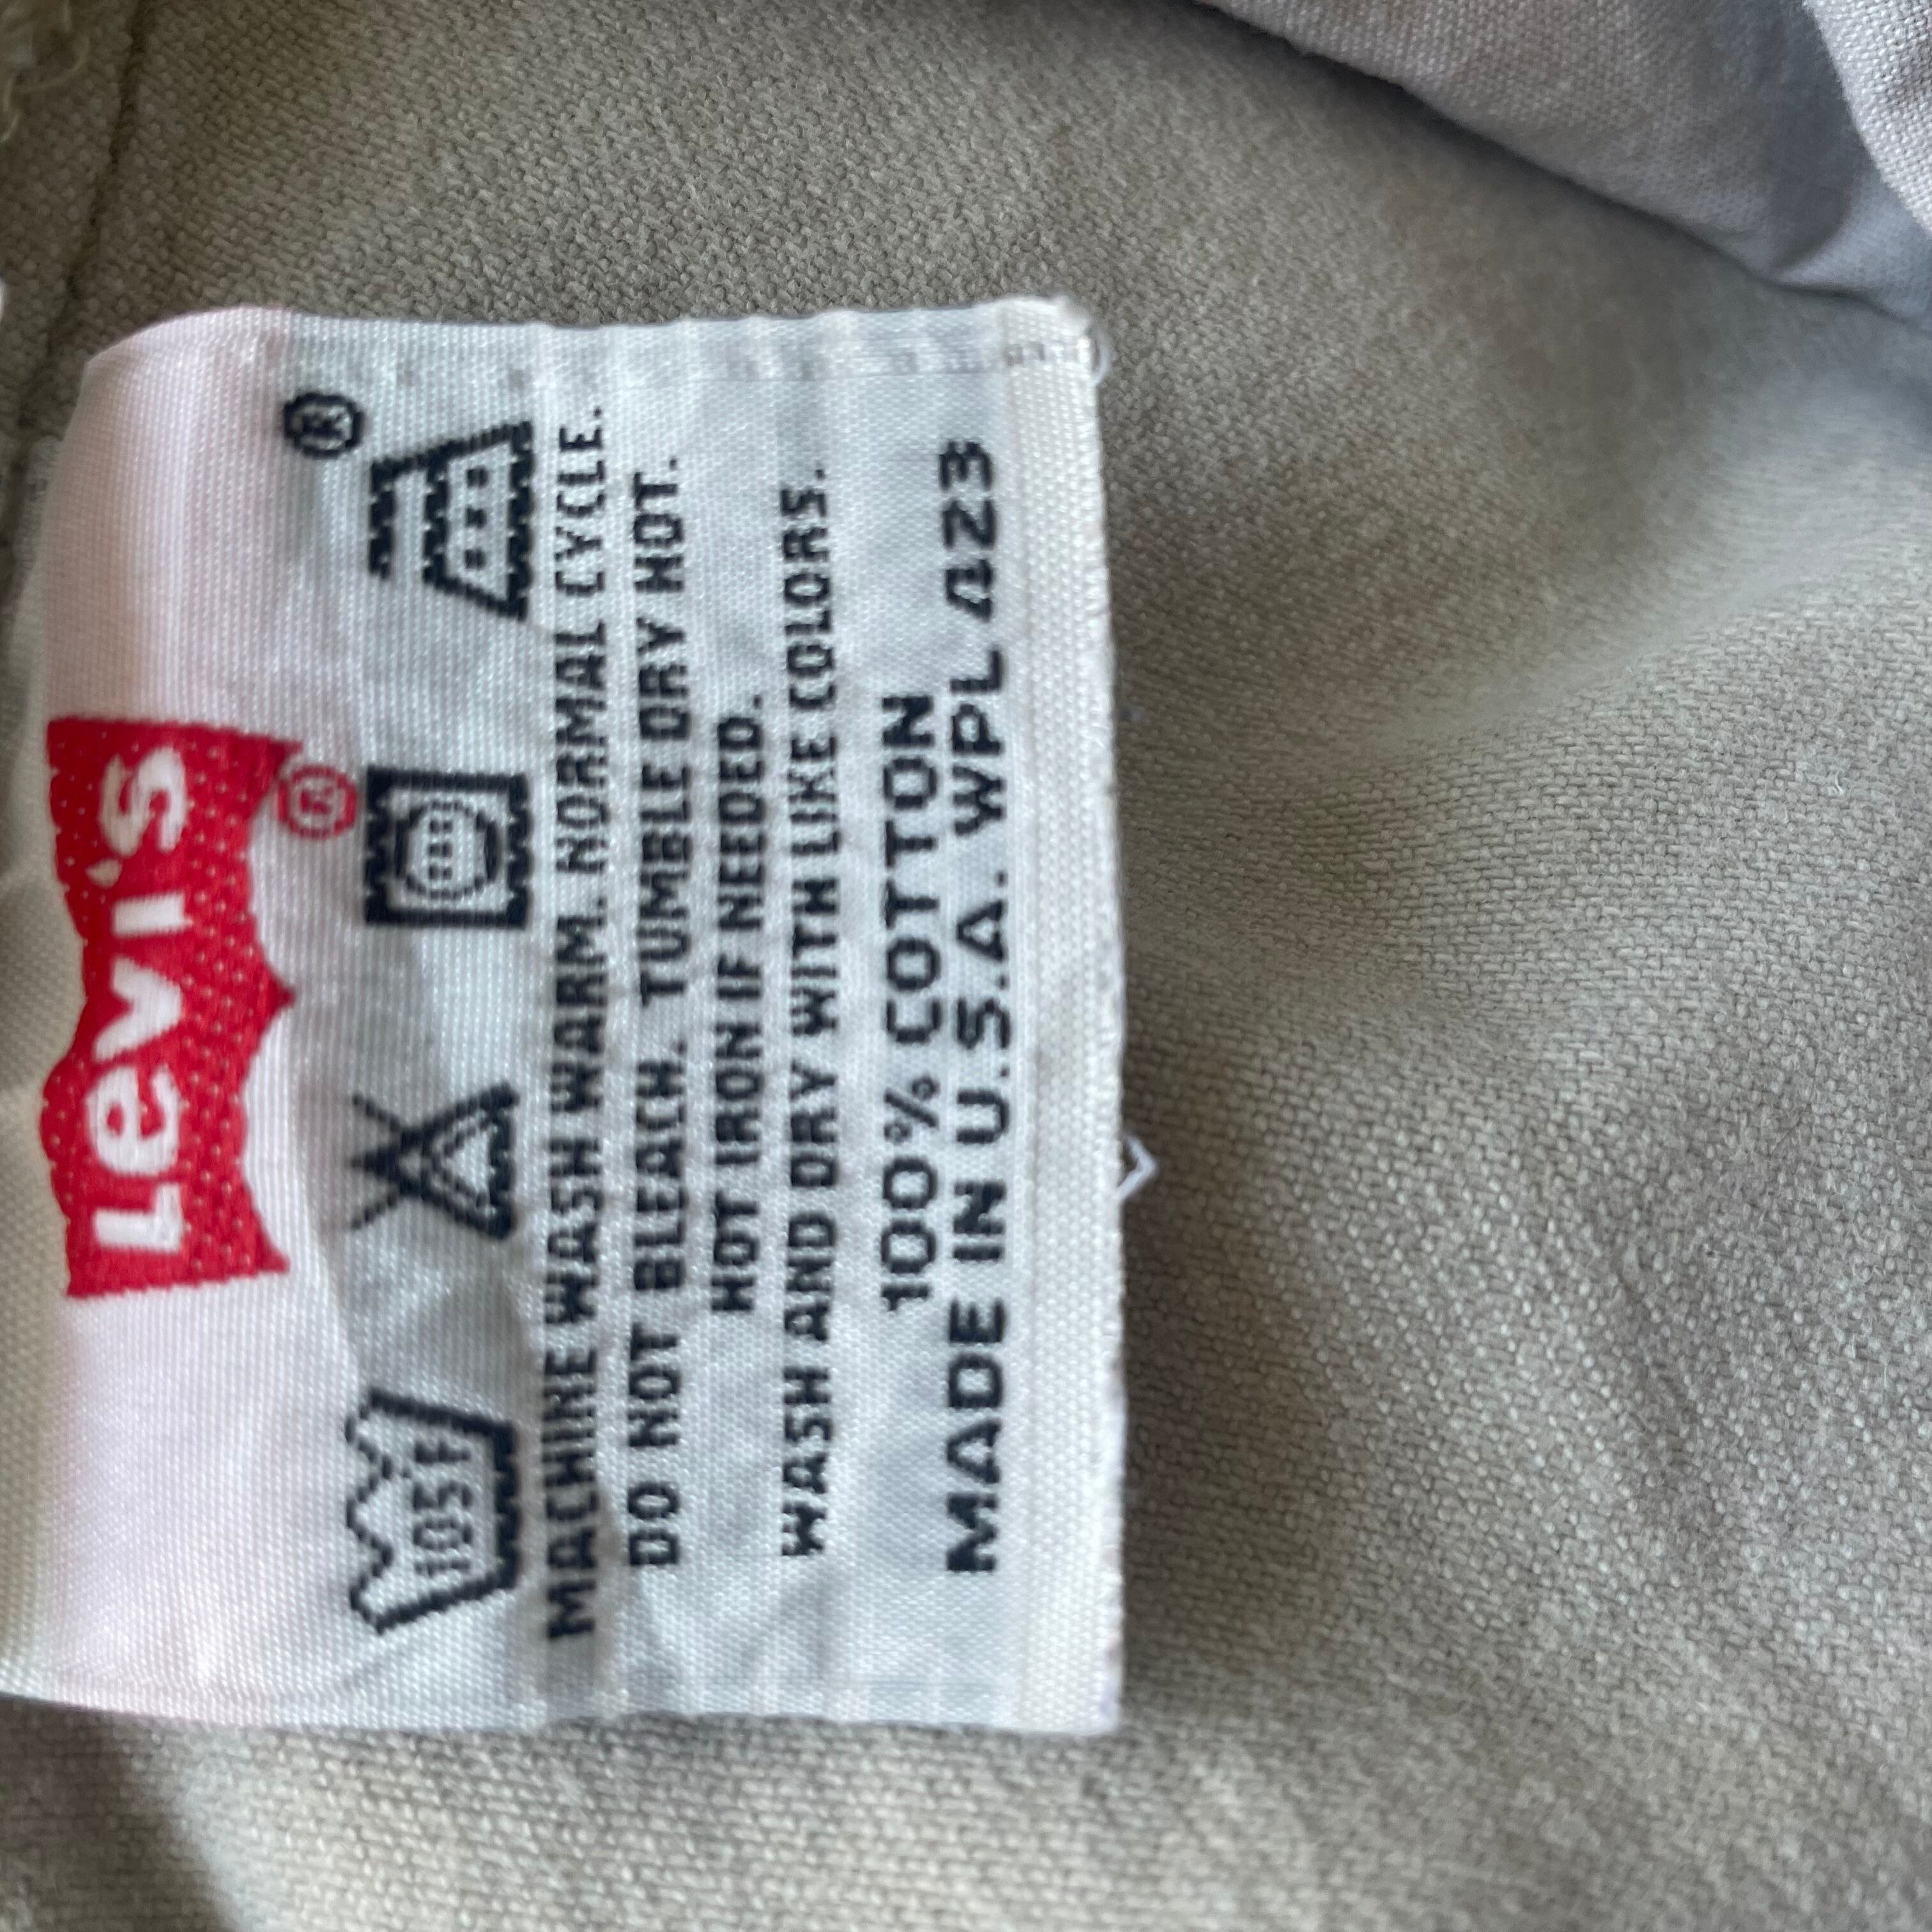 Levi's ®
®
105F
MACHINE WASH WARM. NORMAL CYCLE.
DO NOT BLEACH. TUMBLE DRY HOT.
HOT IRON IF NEEDED.
WASH AND DRY WITH LIKE COLORS.
100% COTTON
MADE IN U.S.A. WPL 423